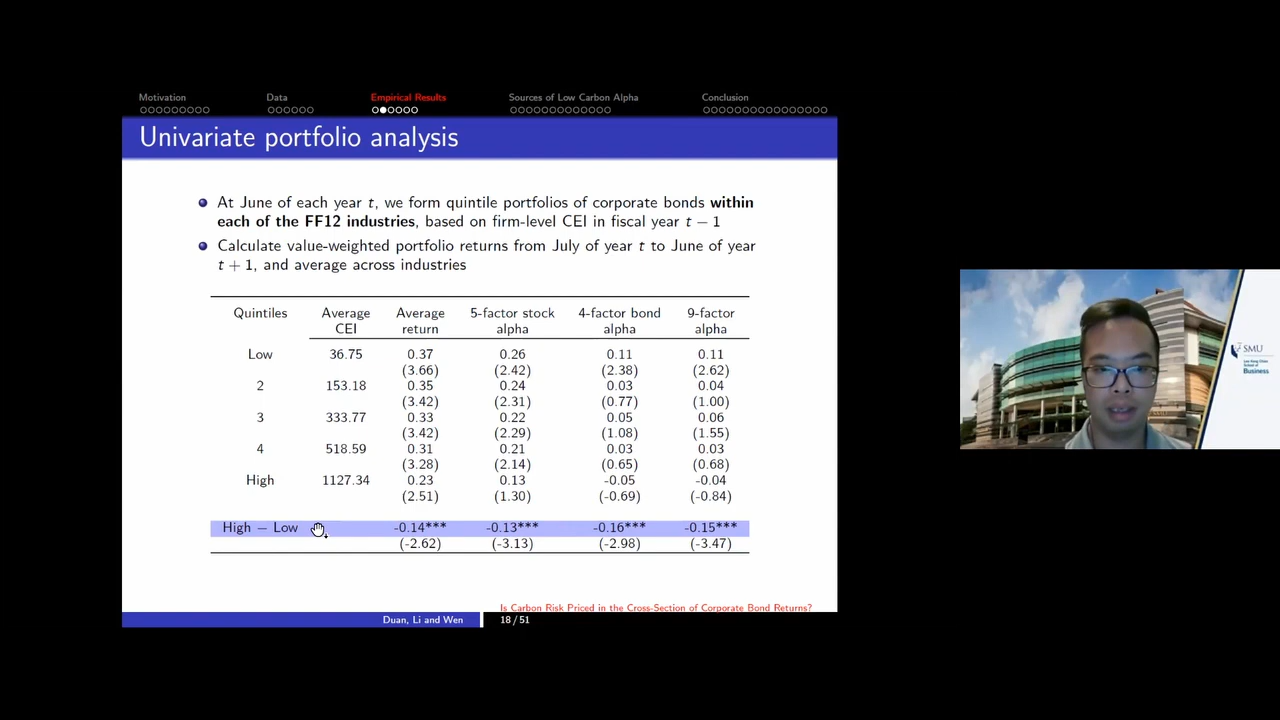 Motivation Data Empirical Results Sources of Low Carbon Alpha Conclusion
Univariate portfolio analysis
At June of each year t, we form quintile portfolios of corporate bonds within
each of the FF12 industries, based on firm-level CEI in fiscal year t − 1
Calculate value-weighted portfolio returns from July of year t to June of year
t + 1, and average across industries
Quintiles Average Average 5-factor stock 4-factor bond 9-factor
CEI return alpha alpha alpha
Low 36.75 0.37 0.26 0.11 0.11
(3.66) (2.42) (2.38) (2.62)
2 153.18 0.35 0.24 0.03 0.04
(3.42) (2.31) (0.77) (1.00)
3 333.77 0.33 0.22 0.05 0.06
(3.42) (2.29) (1.08) (1.55)
4 518.59 0.31 0.21 0.03 0.03
(3.28) (2.14) (0.65) (0.68)
High 1127.34 0.23 0.13 -0.05 -0.04
(2.51) (1.30) (-0.69) (-0.84)
High − Low -0.14*** -0.13*** -0.16*** -0.15***
(-2.62) (-3.13) (-2.98) (-3.47)
Is Carbon Risk Priced in the Cross-Section of Corporate Bond Returns?
Duan, Li and Wen 18 / 51
SMU
Lee Kong Chian
School of
Business